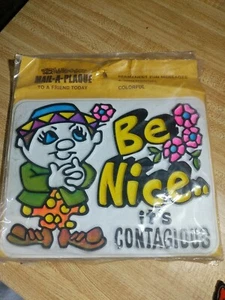 MAIL-A-PLAQUE
TO A FRIEND TODAY
COLORFUL
Be
Nice..
it's
CONTAGIOUS